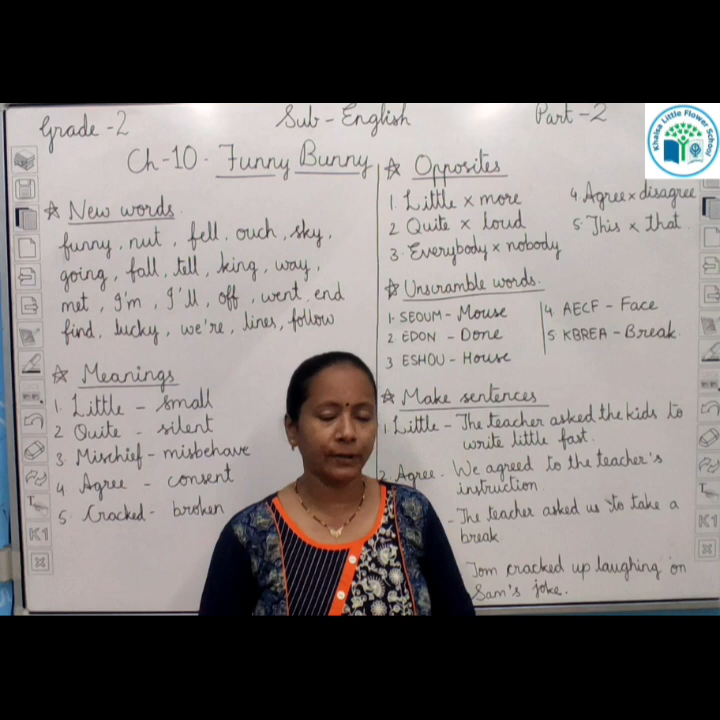 Grade -2
Sub - English
Part - 2
Ch - 10 . Funny Bunny
New words
funny, nut, fell, ouch, sky,
going, fall, tell, king, way,
met, I'm, I'll, off, went, end
find, lucky, we're, lines, follow
Meanings
1. Little - small
2 Quite - silent
3. Mischief - misbehave
4 Agree - consent
5. Cracked - broken
Opposites
1. Little x more
2 Quite x loud
3. Everybody x nobody
4 Agree x disagree
5. This x that
Unscramble words.
1- SEOUM - Mouse
2 EDON - Done
3 ESHOU - House
4 AECF - Face
5 KBREA - Break
Make sentences
1. Little - The teacher asked the kids to
write little fast.
2. Agree - We agreed to the teacher's
instruction
- The teacher asked us to take a
break
Tom cracked up laughing on
Sam's joke.
Khalsa Little Flower School
T
K1
T
K1